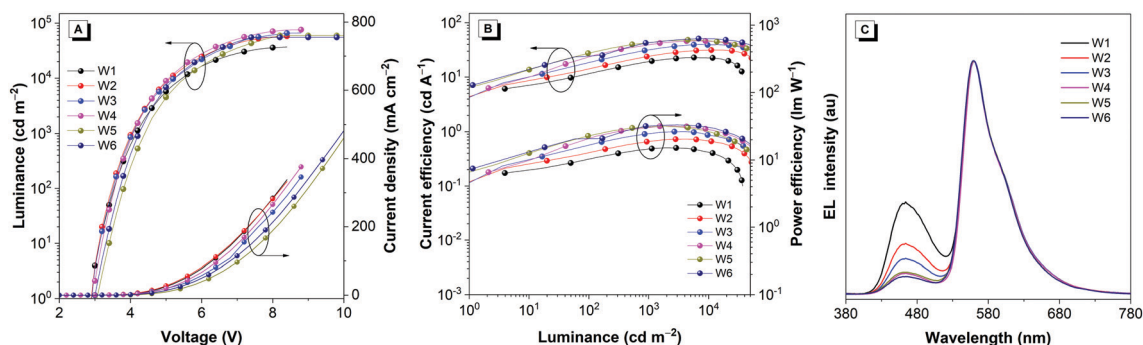 A
Luminance (cd m⁻²)
10⁵
10⁴
10³
10²
10¹
10⁰
W1
W2
W3
W4
W5
W6
800
600
400
200
0
Current density (mA cm⁻²)
2 4 6 8 10
Voltage (V)
B
Current efficiency (cd A⁻¹)
10²
10¹
10⁰
10⁻¹
10⁻²
10⁻³
W1
W2
W3
W4
W5
W6
10³
10²
10¹
10⁰
10⁻¹
Power efficiency (lm W⁻¹)
10⁰ 10¹ 10² 10³ 10⁴
Luminance (cd m⁻²)
C
EL intensity (au)
W1
W2
W3
W4
W5
W6
380 480 580 680 780
Wavelength (nm)